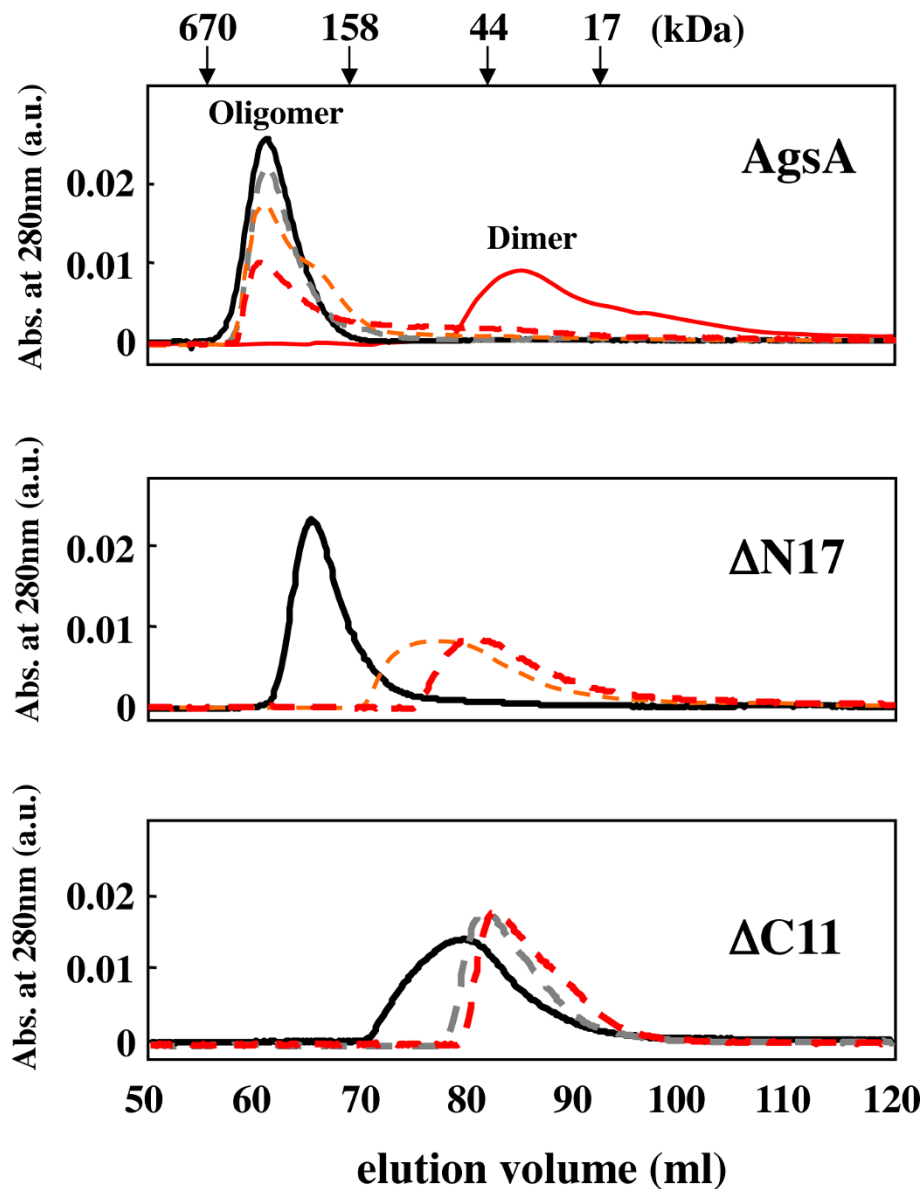 670 158 44 17 (kDa)
Oligomer
AgsA
Dimer
Abs. at 280nm (a.u.)
0.02
0.01
0
ΔN17
Abs. at 280nm (a.u.)
0.02
0.01
0
ΔC11
Abs. at 280nm (a.u.)
0.02
0.01
0
50 60 70 80 90 100 110 120
elution volume (ml)